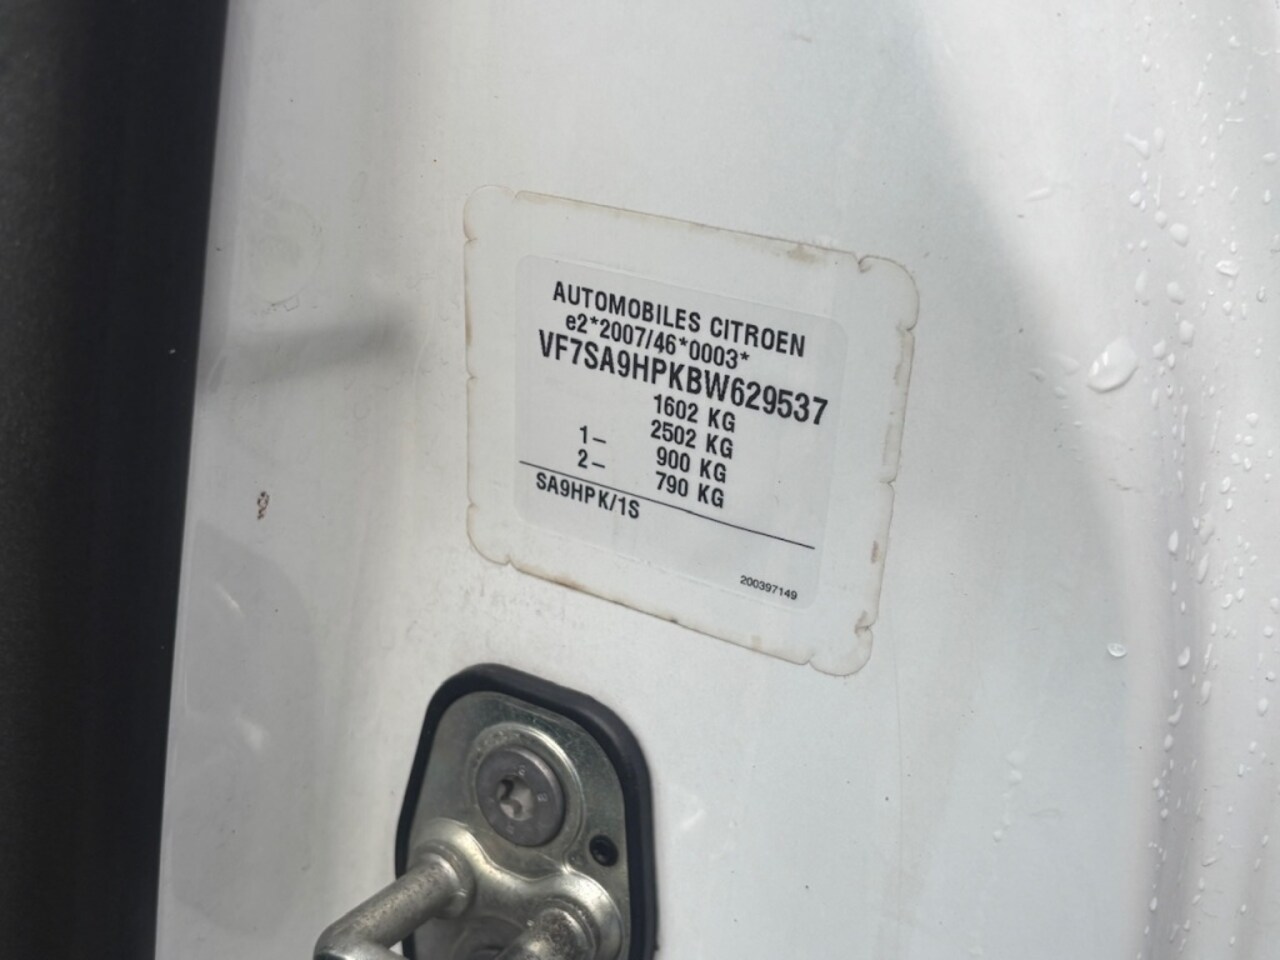 AUTOMOBILES CITROEN
e2*2007/46*0003*
VF7SA9HPKBW629537
1602 KG
2502 KG
1– 900 KG
2– 790 KG
SA9HPK/1S
200397149